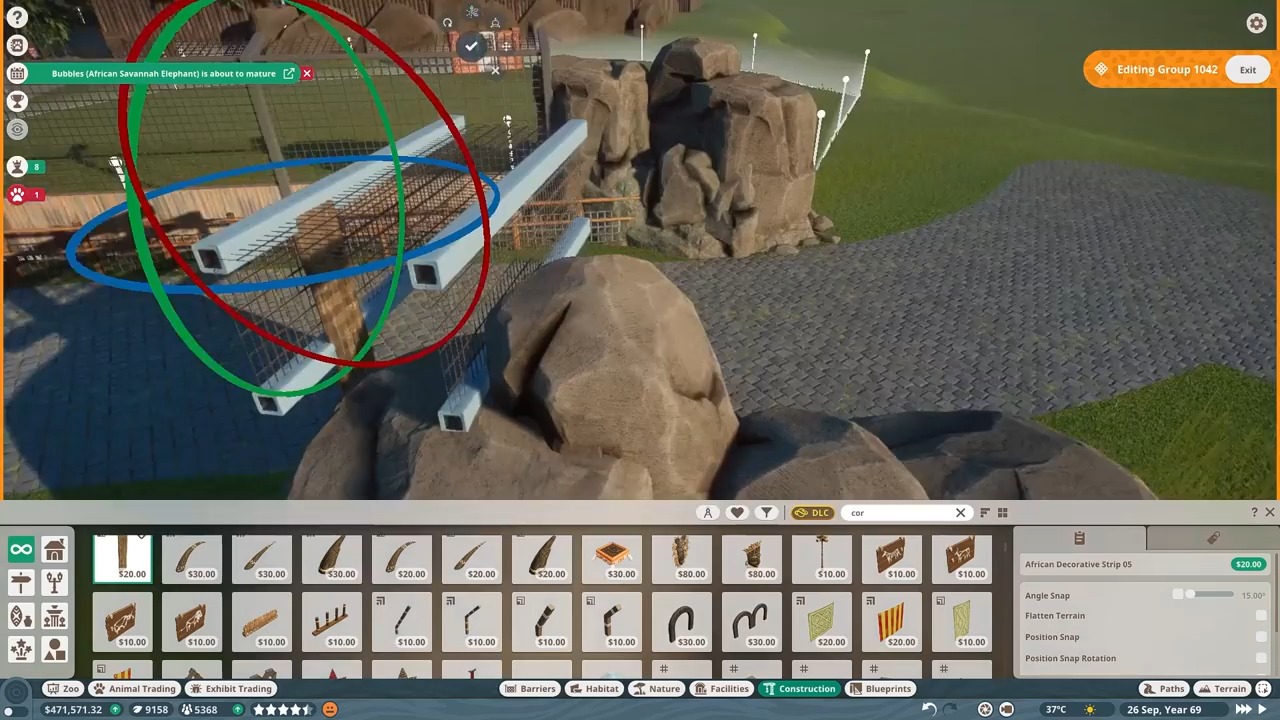 ?
Bubbles (African Savannah Elephant) is about to mature
8
1
Editing Group 1042 Exit
DLC cor ?
$20.00 $30.00 $30.00 $30.00 $20.00 $20.00 $20.00 $30.00 $80.00 $80.00 $10.00 $10.00 $10.00
$10.00 $10.00 $10.00 $10.00 $10.00 $10.00 $10.00 $10.00 $30.00 $30.00 $20.00 $20.00 $10.00
African Decorative Strip 05 $20.00
Angle Snap 15.00°
Flatten Terrain
Position Snap
Position Snap Rotation
Zoo Animal Trading Exhibit Trading Barriers Habitat Nature Facilities Construction Blueprints Paths Terrain
$471,571.32 9158 5368 37°C 26 Sep, Year 69